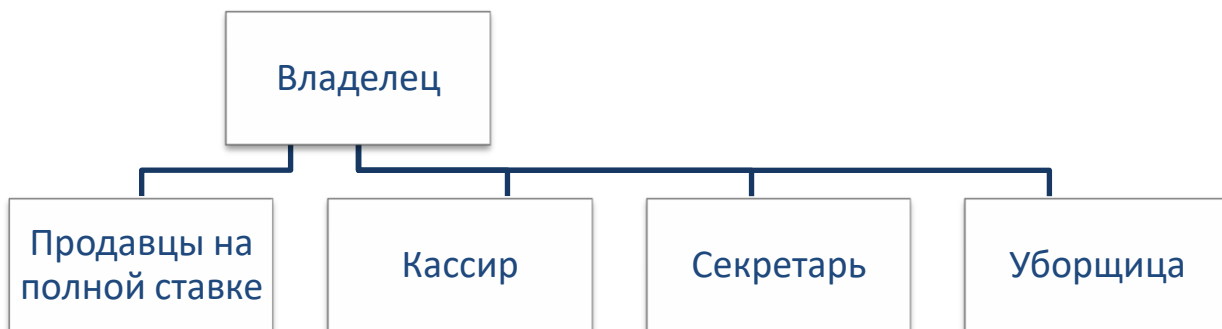 Владелец
Продавцы на
полной ставке
Кассир
Секретарь
Уборщица